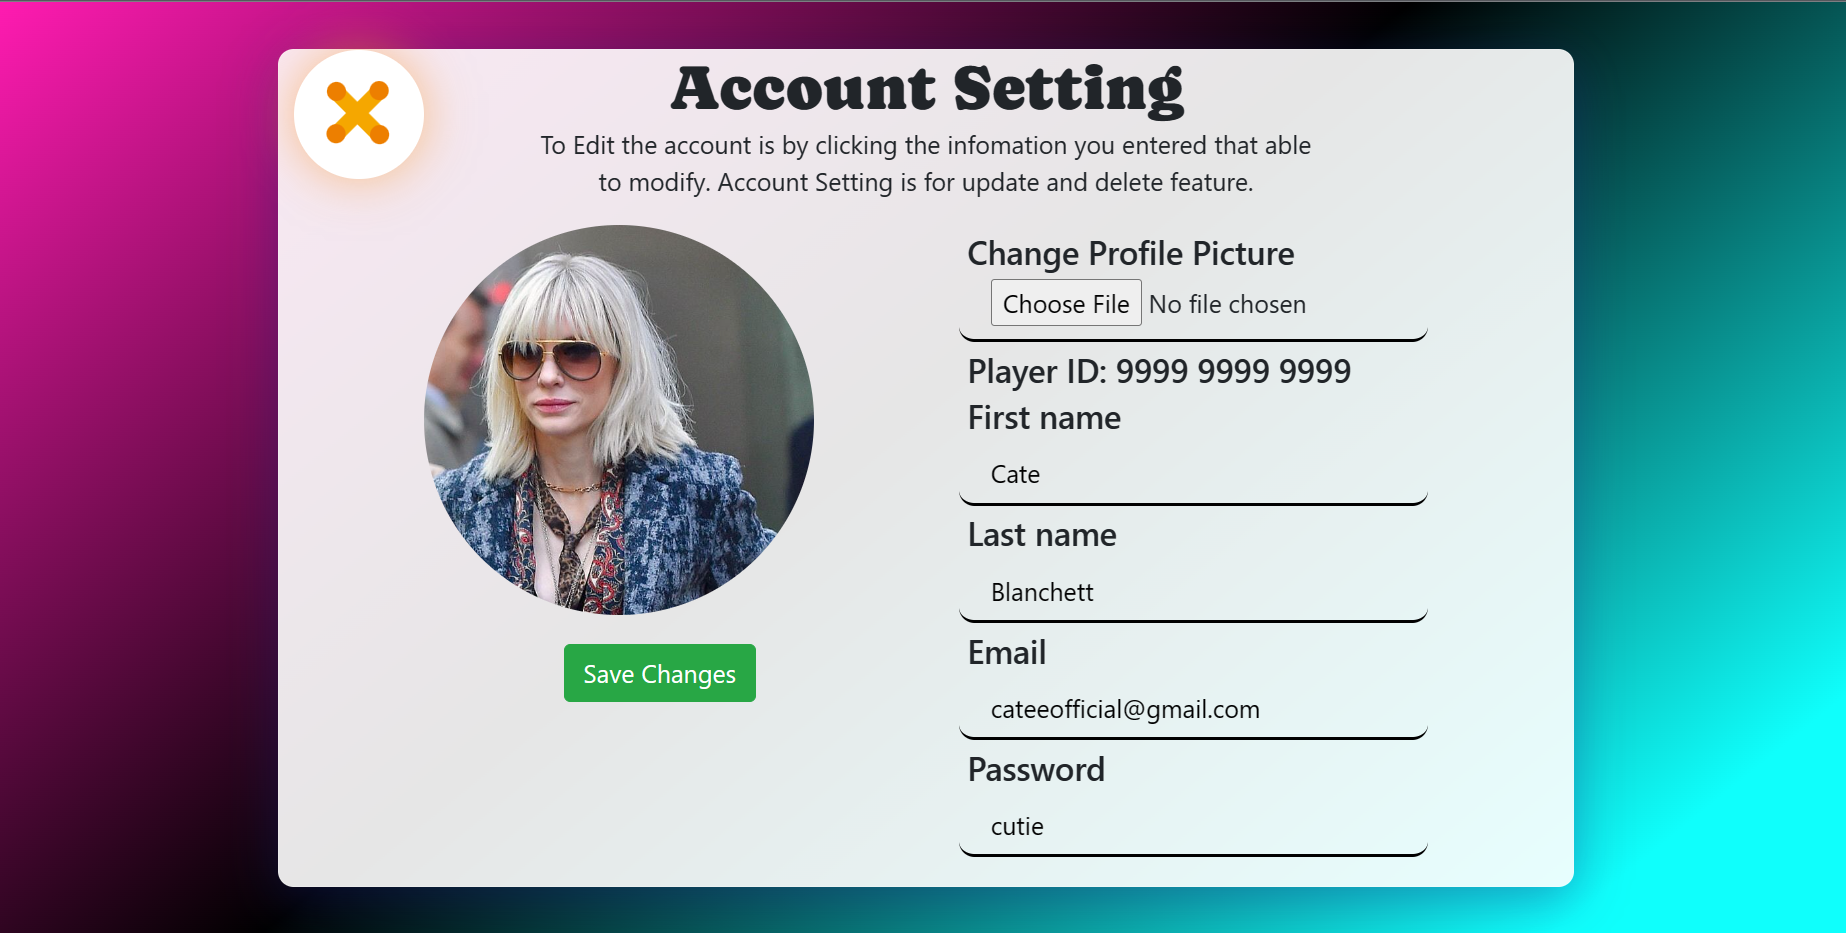 Account Setting
To Edit the account is by clicking the infomation you entered that able
to modify. Account Setting is for update and delete feature.
Change Profile Picture
Choose File No file chosen
Player ID: 9999 9999 9999
First name
Cate
Last name
Blanchett
Email
cateeofficial@gmail.com
Password
cutie
Save Changes